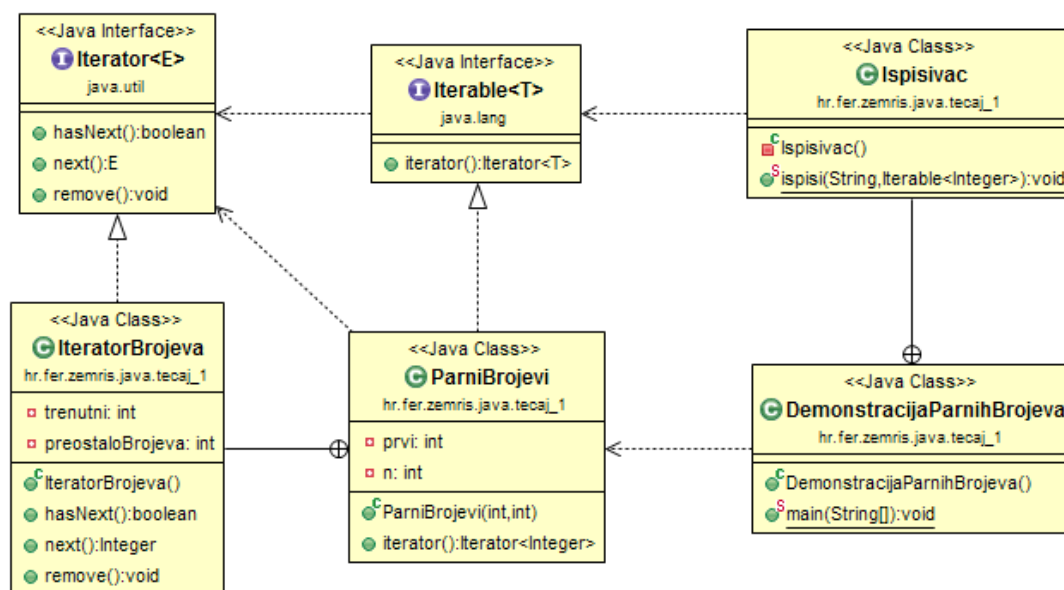 <<Java Interface>>
Iterator<E>
java.util
hasNext():boolean
next():E
remove():void
<<Java Interface>>
Iterable<T>
java.lang
iterator():Iterator<T>
<<Java Class>>
Ispisivac
hr.fer.zemris.java.tecaj_1
Ispisivac()
ispisi(String,Iterable<Integer>):void
<<Java Class>>
IteratorBrojeva
hr.fer.zemris.java.tecaj_1
trenutni: int
preostaloBrojeva: int
IteratorBrojeva()
hasNext():boolean
next():Integer
remove():void
<<Java Class>>
ParniBrojevi
hr.fer.zemris.java.tecaj_1
prvi: int
n: int
ParniBrojevi(int,int)
iterator():Iterator<Integer>
<<Java Class>>
DemonstracijaParnihBrojeva
hr.fer.zemris.java.tecaj_1
DemonstracijaParnihBrojeva()
main(String[]):void